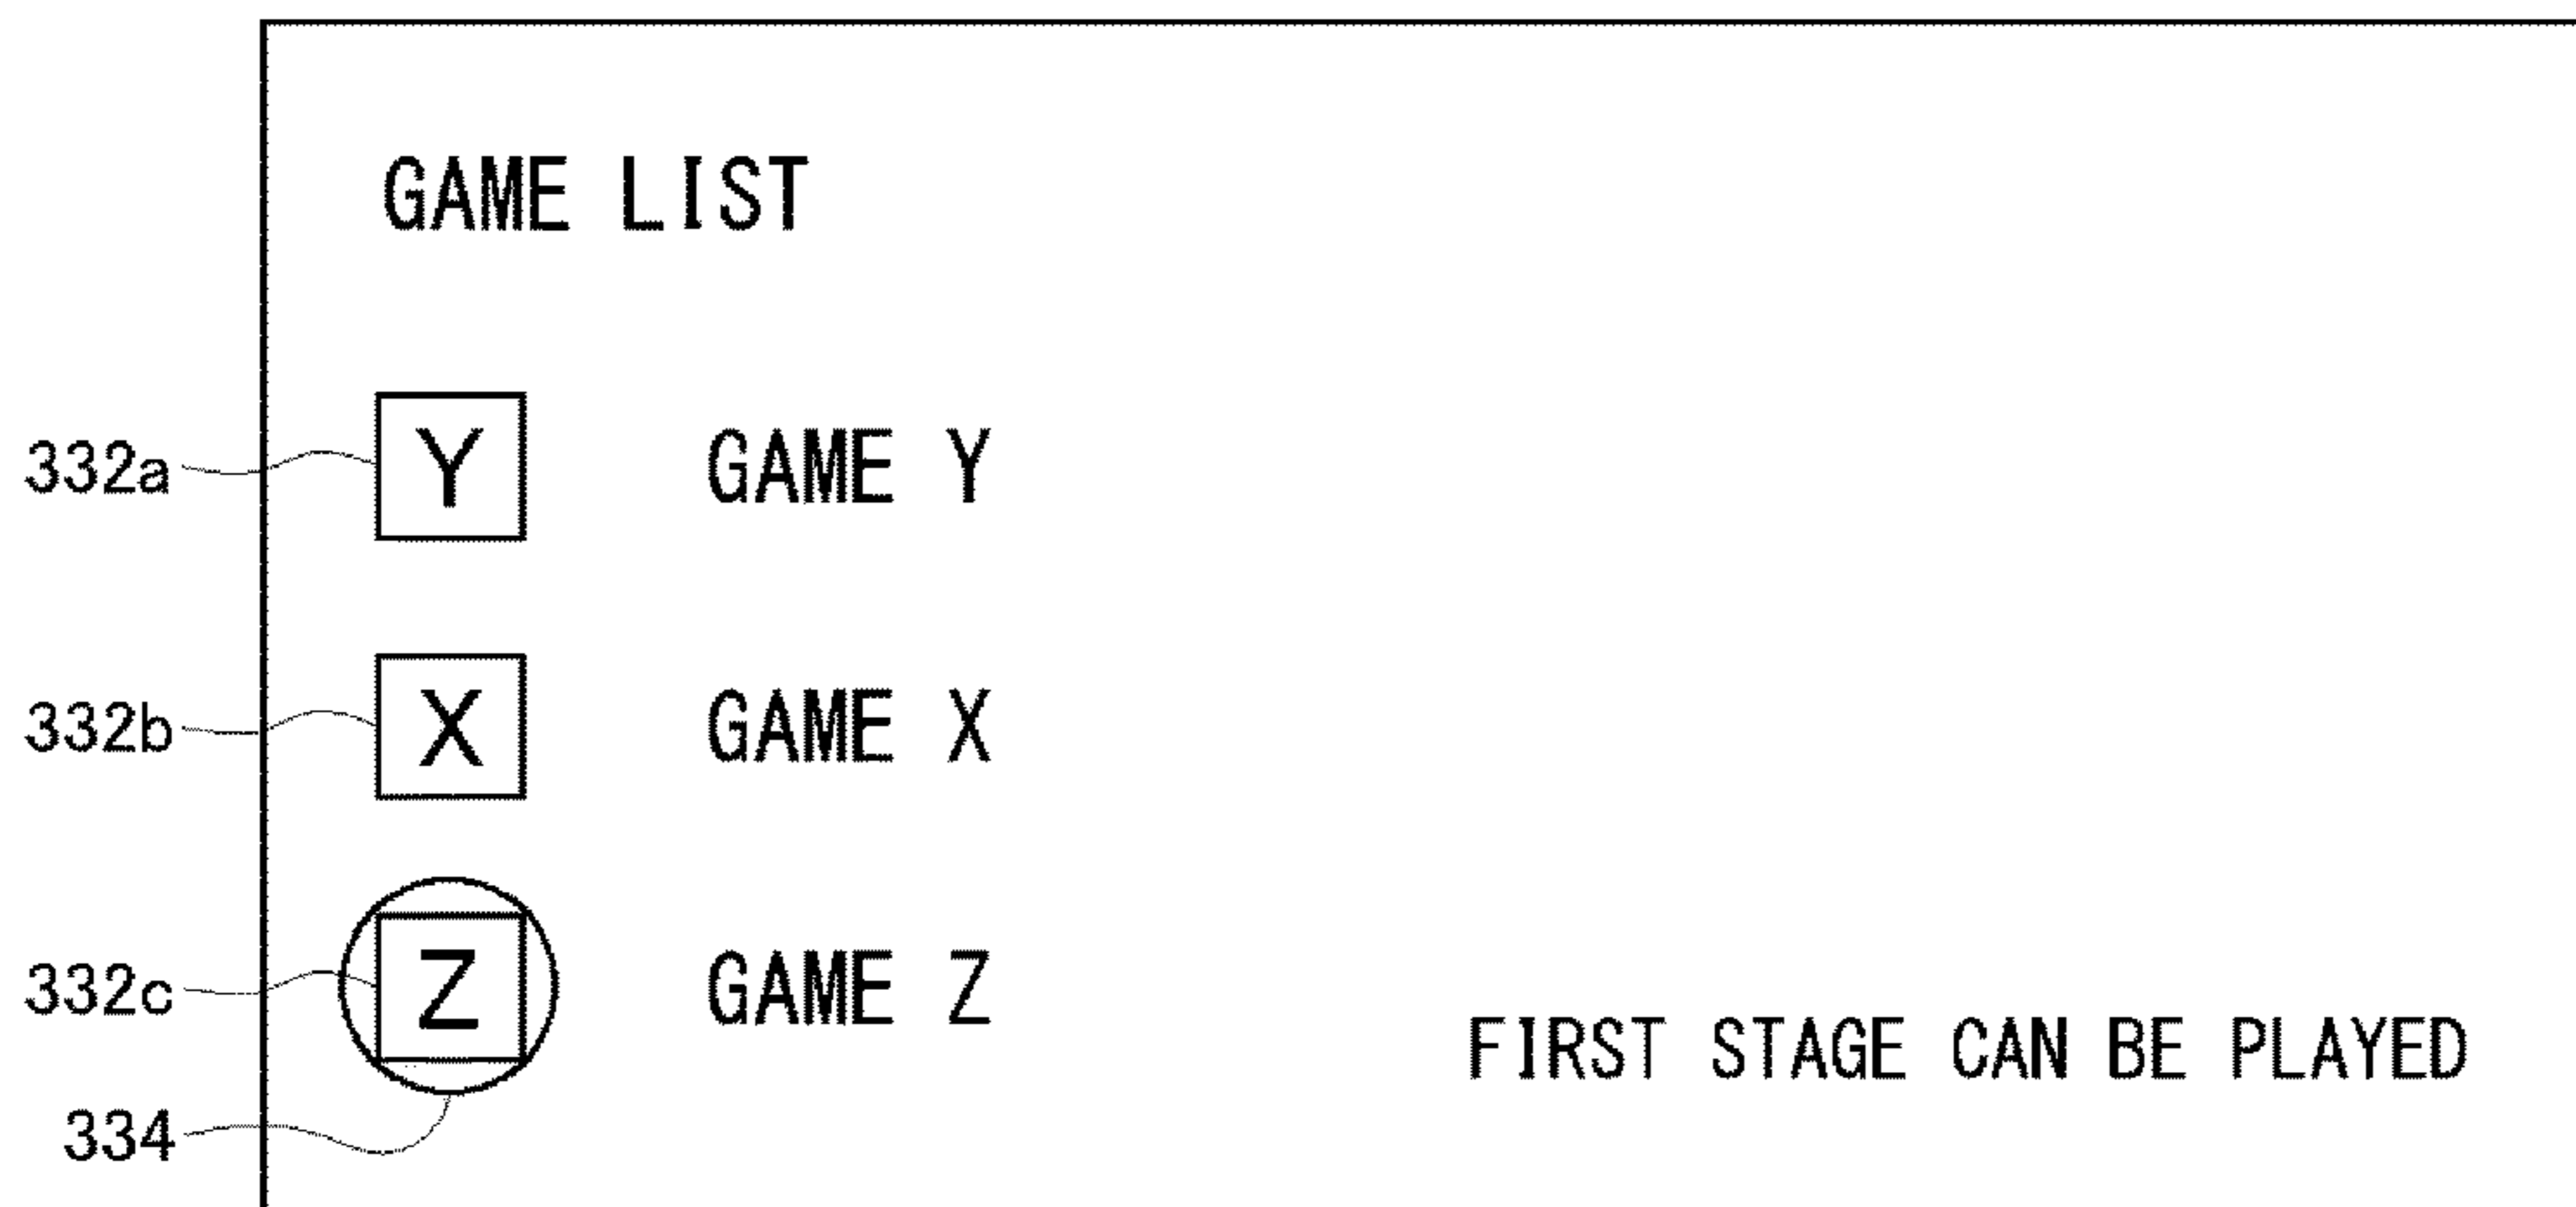 GAME LIST
332a Y GAME Y
332b X GAME X
332c Z GAME Z
FIRST STAGE CAN BE PLAYED
334